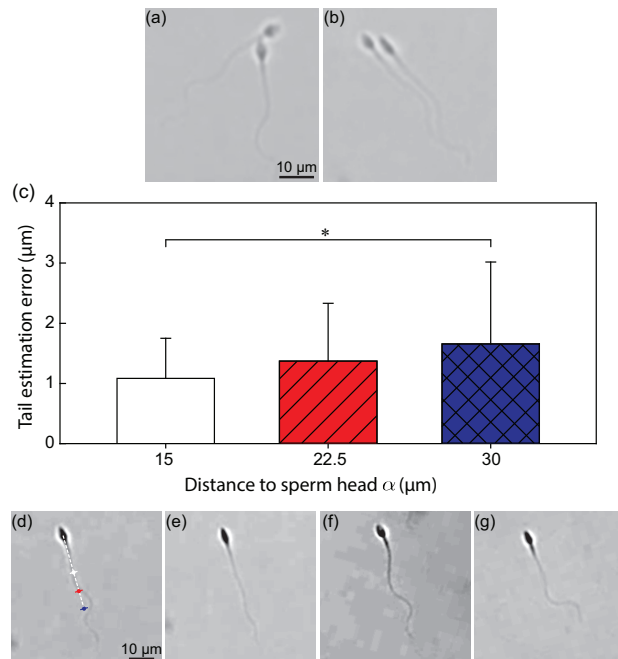 (a)
(b)
10 μm
(c)
Tail estimation error (μm)
4
3
2
1
0
*
15
22.5
30
Distance to sperm head α (μm)
(d)
(e)
(f)
(g)
10 μm